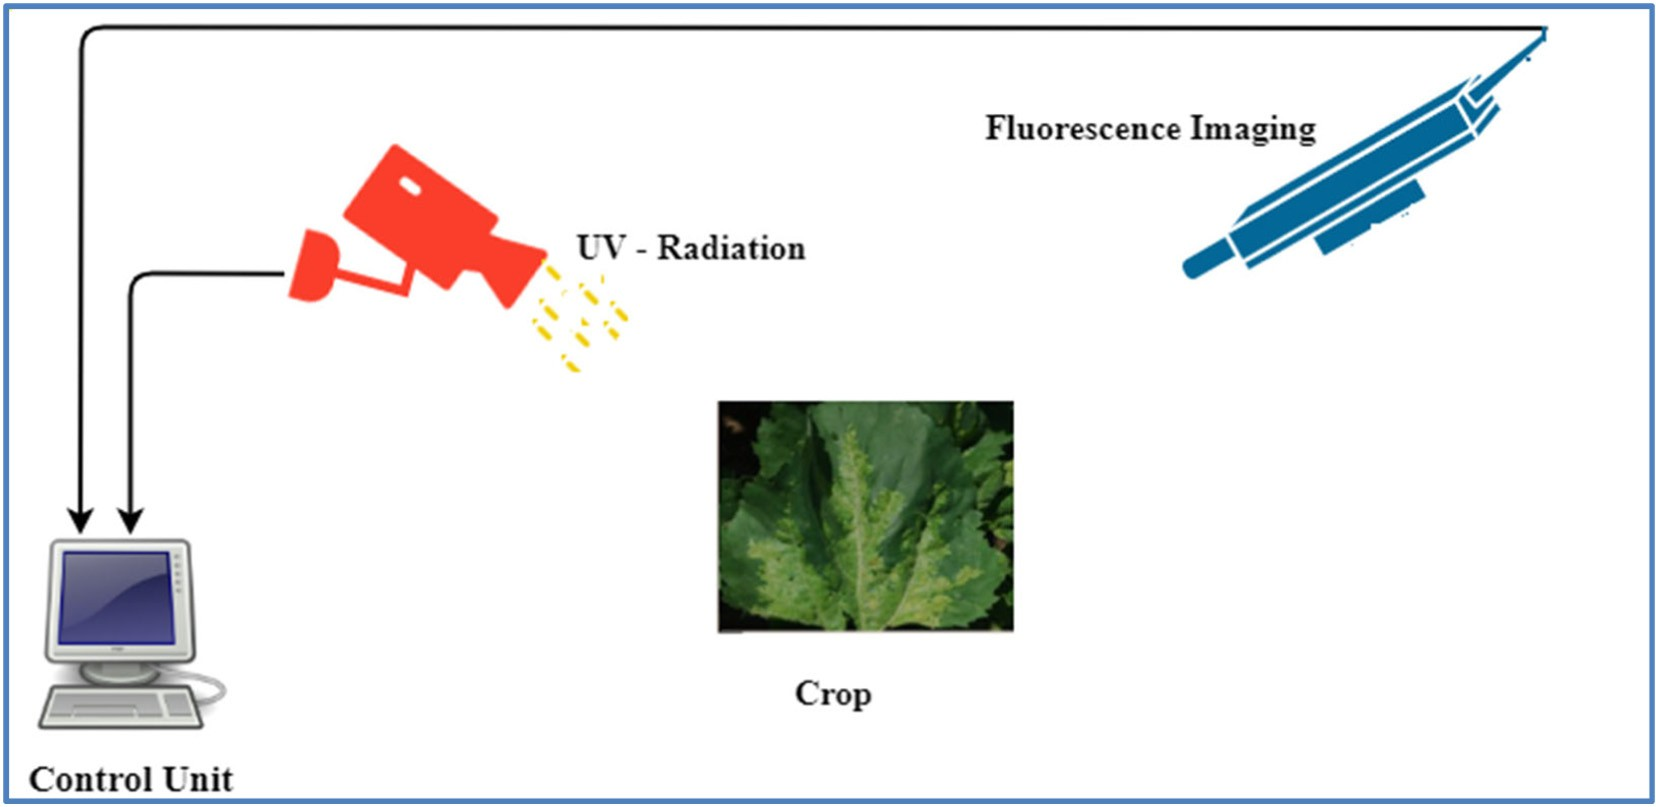 Fluorescence Imaging
UV - Radiation
Crop
Control Unit